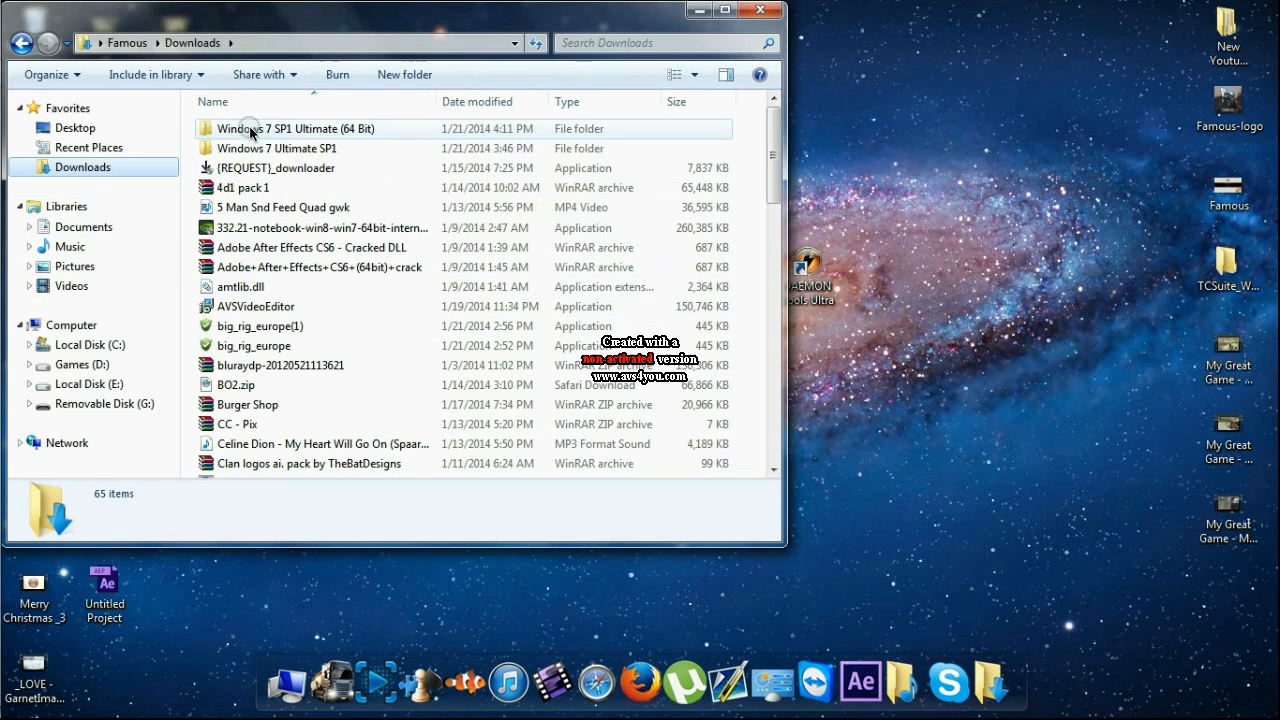 Famous
Downloads
Search Downloads
Organize
Include in library
Share with
Burn
New folder
Name
Date modified
Type
Size
Favorites
Desktop
Recent Places
Downloads
Libraries
Documents
Music
Pictures
Videos
Computer
Local Disk (C:)
Games (D:)
Local Disk (E:)
Removable Disk (G:)
Network
Windows 7 SP1 Ultimate (64 Bit) 1/21/2014 4:11 PM File folder
Windows 7 Ultimate SP1 1/21/2014 3:46 PM File folder
{REQUEST}_downloader 1/15/2014 7:25 PM Application 7,837 KB
4d1 pack 1 1/14/2014 10:02 AM WinRAR archive 65,448 KB
5 Man Snd Feed Quad gwk 1/13/2014 5:56 PM MP4 Video 36,595 KB
332.21-notebook-win8-win7-64bit-intern... 1/9/2014 2:47 AM Application 260,385 KB
Adobe After Effects CS6 - Cracked DLL 1/9/2014 1:39 AM WinRAR archive 687 KB
Adobe+After+Effects+CS6+(64bit)+crack 1/9/2014 1:45 AM WinRAR archive 687 KB
amtlib.dll 1/9/2014 1:41 AM Application extens... 2,364 KB
AVSVideoEditor 1/19/2014 11:34 PM Application 150,746 KB
big_rig_europe(1) 1/21/2014 2:56 PM Application 445 KB
big_rig_europe 1/21/2014 2:52 PM 445 KB
bluraydp-20120521113621 1/3/2014 11:02 PM
BO2.zip 1/14/2014 3:10 PM Safari Download 66,866 KB
Burger Shop 1/17/2014 7:34 PM WinRAR ZIP archive 20,966 KB
CC - Pix 1/13/2014 5:20 PM WinRAR ZIP archive 7 KB
Celine Dion - My Heart Will Go On (Spaar... 1/13/2014 5:50 PM MP3 Format Sound 4,189 KB
Clan logos ai. pack by TheBatDesigns 1/11/2014 6:24 AM WinRAR archive 99 KB
Created with a
non-activated version
www.avs4you.com
65 items
New
Youtu...
Famous-logo
Famous
TCSuite_W...
My Great
Game - ...
My Great
Game - ...
My Great
Game - M...
ools Ultra
Merry
Christmas _3
AEP
Ae
Untitled
Project
_LOVE -
GametIma...
Ae